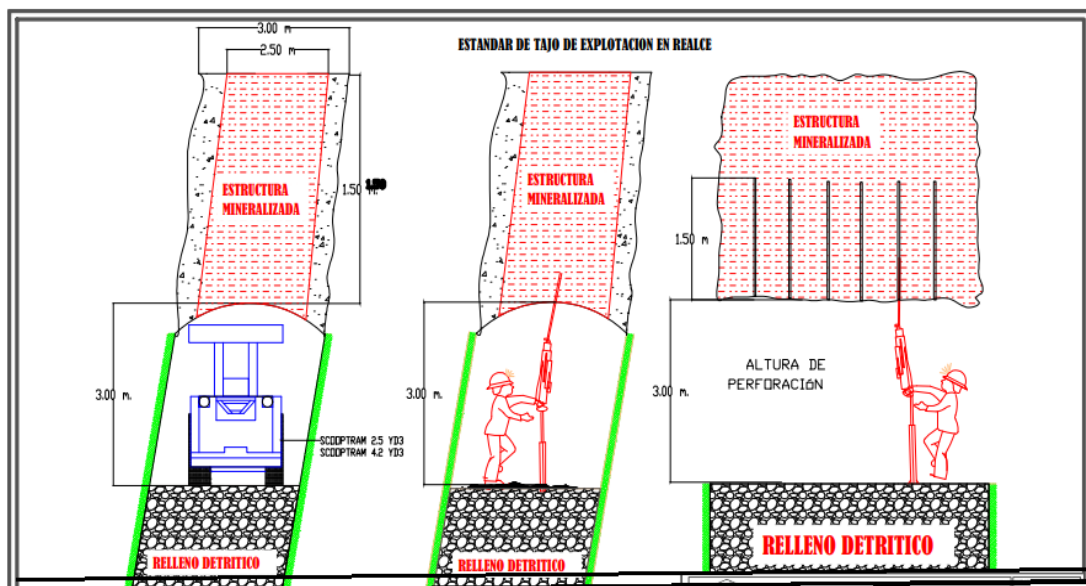 ESTANDAR DE TAJO DE EXPLOTACION EN REALCE
3.00 m.
2.50 m
ESTRUCTURA
MINERALIZADA
1.50
m.
3.00 m.
SCOOPTRAM 2.5 YD3
SCOOPTRAM 4.2 YD3
RELLENO DETRITICO
ESTRUCTURA
MINERALIZADA
3.00 m.
RELLENO DETRITICO
ESTRUCTURA
MINERALIZADA
1.50 m
ALTURA DE
PERFORACIóN
3.00 m.
RELLENO DETRITICO